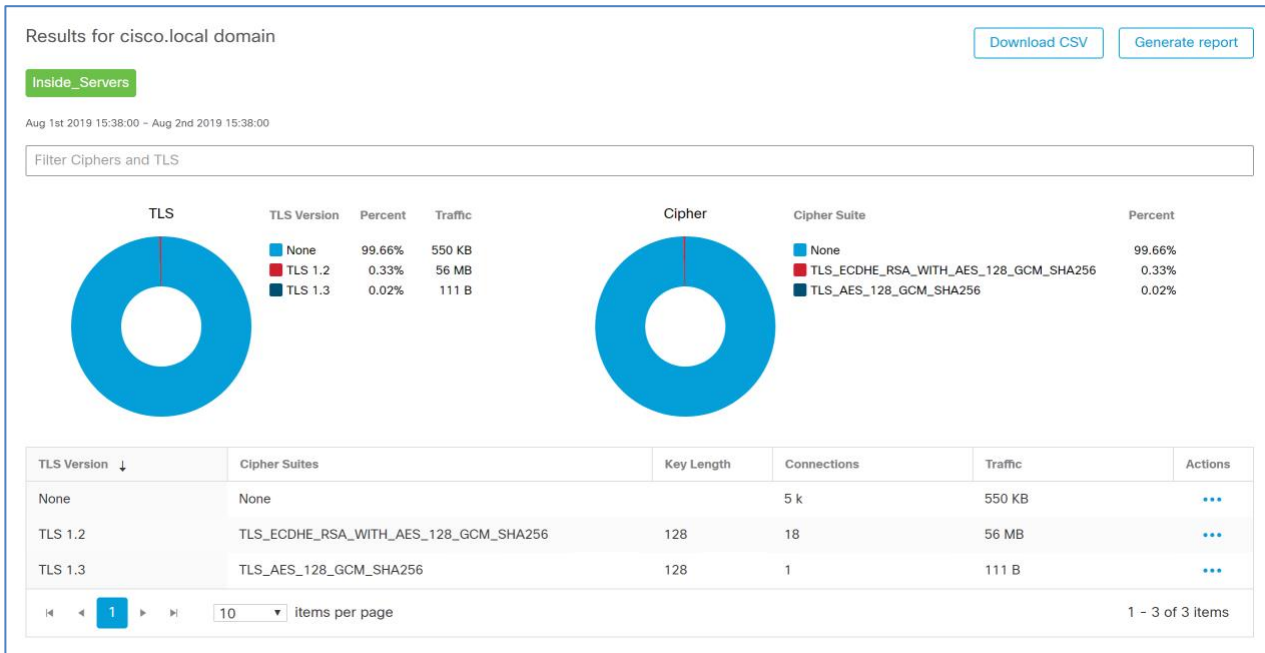 Results for cisco.local domain
Download CSV
Generate report
Inside_Servers
Aug 1st 2019 15:38:00 – Aug 2nd 2019 15:38:00
Filter Ciphers and TLS
TLS
TLS Version Percent Traffic
None 99.66% 550 KB
TLS 1.2 0.33% 56 MB
TLS 1.3 0.02% 111 B
Cipher
Cipher Suite Percent
None 99.66%
TLS_ECDHE_RSA_WITH_AES_128_GCM_SHA256 0.33%
TLS_AES_128_GCM_SHA256 0.02%
TLS Version ↓ Cipher Suites Key Length Connections Traffic Actions
None None 5 k 550 KB
TLS 1.2 TLS_ECDHE_RSA_WITH_AES_128_GCM_SHA256 128 18 56 MB
TLS 1.3 TLS_AES_128_GCM_SHA256 128 1 111 B
1 10 items per page 1 - 3 of 3 items